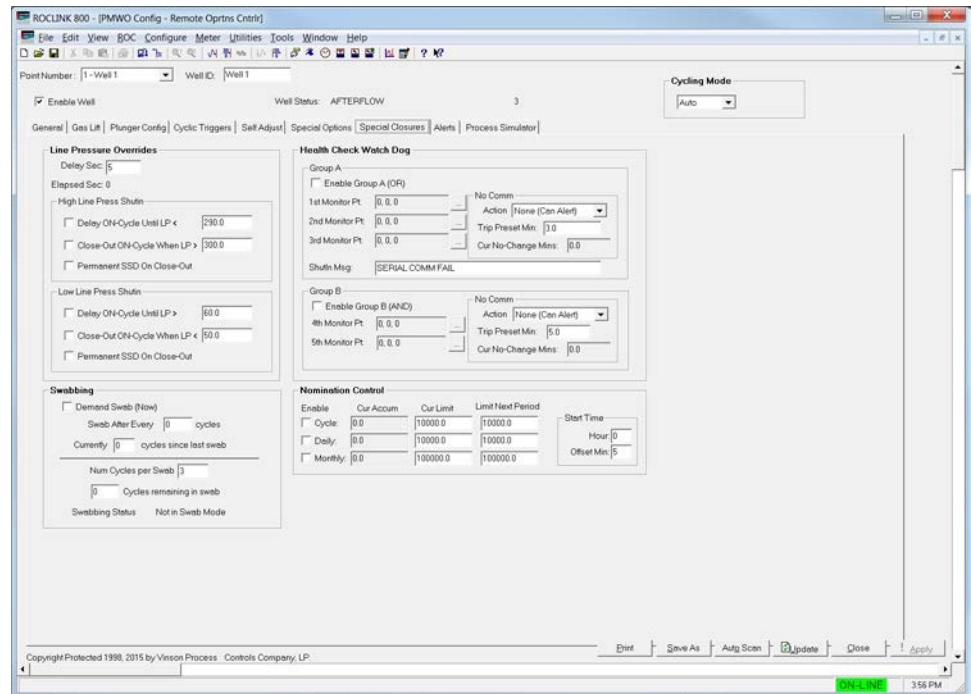 ROCLINK 800 - [PMWO Config - Remote Oprtns Cntrlr]
File Edit View ROC Configure Meter Utilities Tools Window Help
Point Number: 1 - Well 1 Well ID: Well 1
Cycling Mode
Enable Well Well Status: AFTERFLOW 3
Auto
General Gas Lift Plunger Config Cyclic Triggers Self Adjust Special Options Special Closures Alerts Process Simulator
Line Pressure Overrides
Delay Sec: 5
Elapsed Sec: 0
High Line Press Shutin
Delay ON-Cycle Until LP < 290.0
Close-Out ON-Cycle When LP > 300.0
Permanent SSD On Close-Out
Low Line Press Shutin
Delay ON-Cycle Until LP > 60.0
Close-Out ON-Cycle When LP < 50.0
Permanent SSD On Close-Out
Swabbing
Demand Swab (Now)
Swab After Every 0 cycles
Currently 0 cycles since last swab
Num Cycles per Swab 3
0 Cycles remaining in swab
Swabbing Status Not in Swab Mode
Health Check Watch Dog
Group A
Enable Group A (OR)
1st Monitor Pt: 0, 0, 0 ...
2nd Monitor Pt: 0, 0, 0 ...
3rd Monitor Pt: 0, 0, 0 ...
No Comm
Action None (Can Alert)
Trip Preset Min: 3.0
Cur No-Change Mins: 0.0
ShutIn Msg: SERIAL COMM FAIL
Group B
Enable Group B (AND)
4th Monitor Pt: 0, 0, 0 ...
5th Monitor Pt: 0, 0, 0 ...
No Comm
Action None (Can Alert)
Trip Preset Min: 5.0
Cur No-Change Mins: 0.0
Nomination Control
Enable Cur Accum Cur Limit Limit Next Period
Cycle: 0.0 10000.0 10000.0
Daily: 0.0 10000.0 10000.0
Monthly: 0.0 100000.0 100000.0
Start Time
Hour: 0
Offset Min: 5
Print Save As Auto Scan Update Close ! Apply
Copyright Protected 1998, 2015 by Vinson Process Controls Company, LP.
ON-LINE 3:56 PM